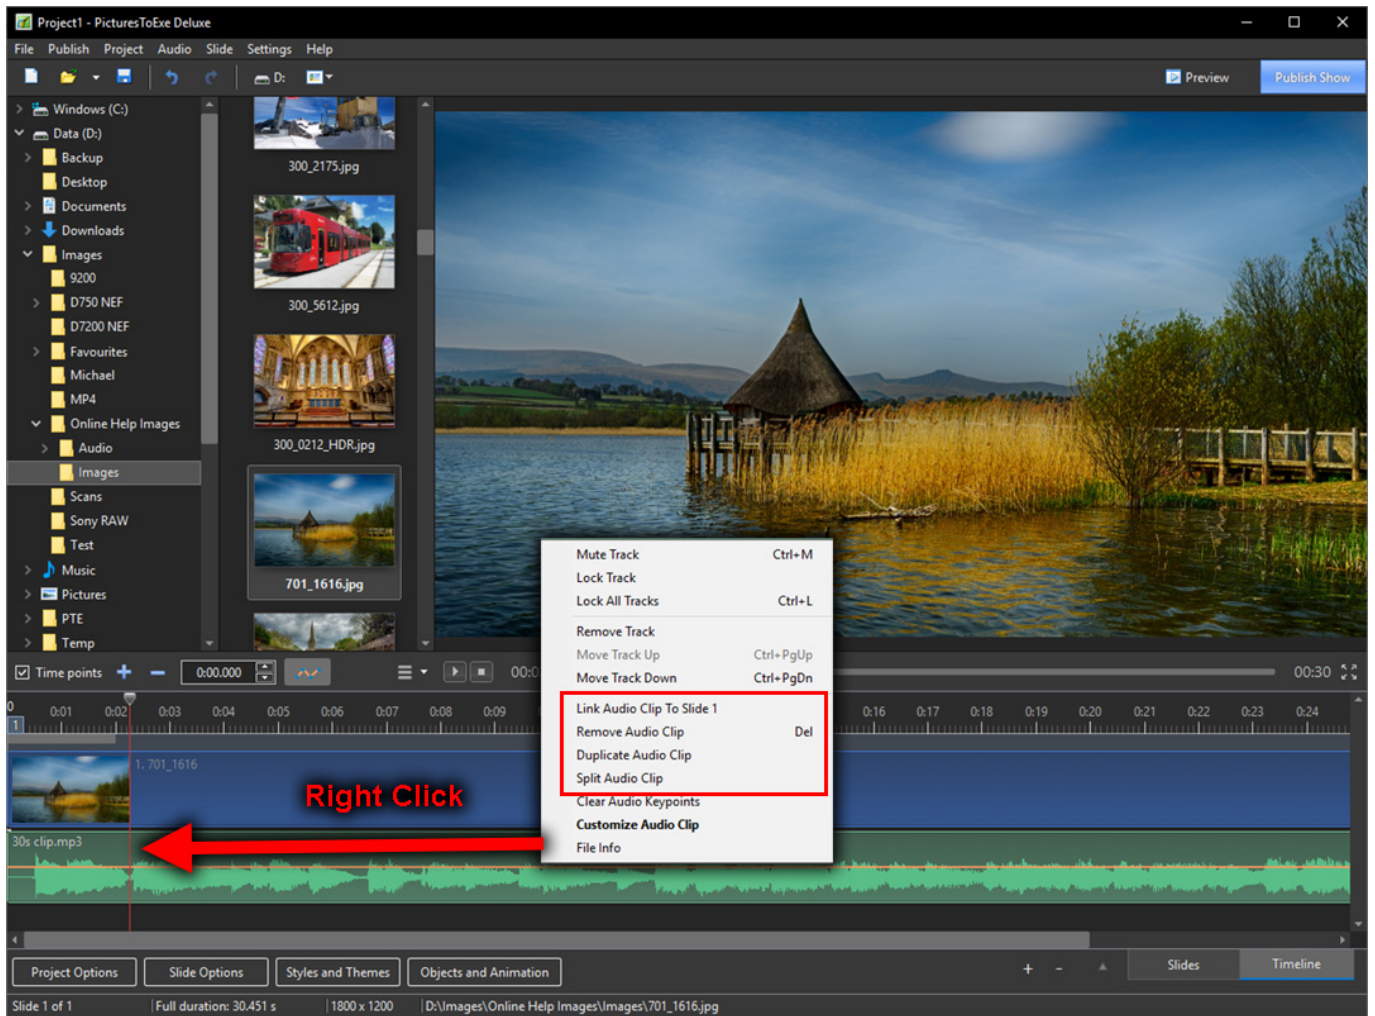 Project1 - PicturesToExe Deluxe
File Publish Project Audio Slide Settings Help
D:
Preview
Publish Show
Windows (C:)
Data (D:)
Backup
Desktop
Documents
Downloads
Images
9200
D750 NEF
D7200 NEF
Favourites
Michael
MP4
Online Help Images
Audio
Images
Scans
Sony RAW
Test
Music
Pictures
PTE
Temp
300_2175.jpg
300_5612.jpg
300_0212_HDR.jpg
701_1616.jpg
Mute Track Ctrl+M
Lock Track
Lock All Tracks Ctrl+L
Remove Track
Move Track Up Ctrl+PgUp
Move Track Down Ctrl+PgDn
Link Audio Clip To Slide 1
Remove Audio Clip Del
Duplicate Audio Clip
Split Audio Clip
Clear Audio Keypoints
Customize Audio Clip
File Info
Time points 0:00.000 00:0 00:30
0 0:01 0:02 0:03 0:04 0:05 0:06 0:07 0:08 0:09 0:16 0:17 0:18 0:19 0:20 0:21 0:22 0:23 0:24
1
1. 701_1616
Right Click
30s clip.mp3
Project Options Slide Options Styles and Themes Objects and Animation + - Slides Timeline
Slide 1 of 1 Full duration: 30.451 s 1800 x 1200 D:\Images\Online Help Images\Images\701_1616.jpg